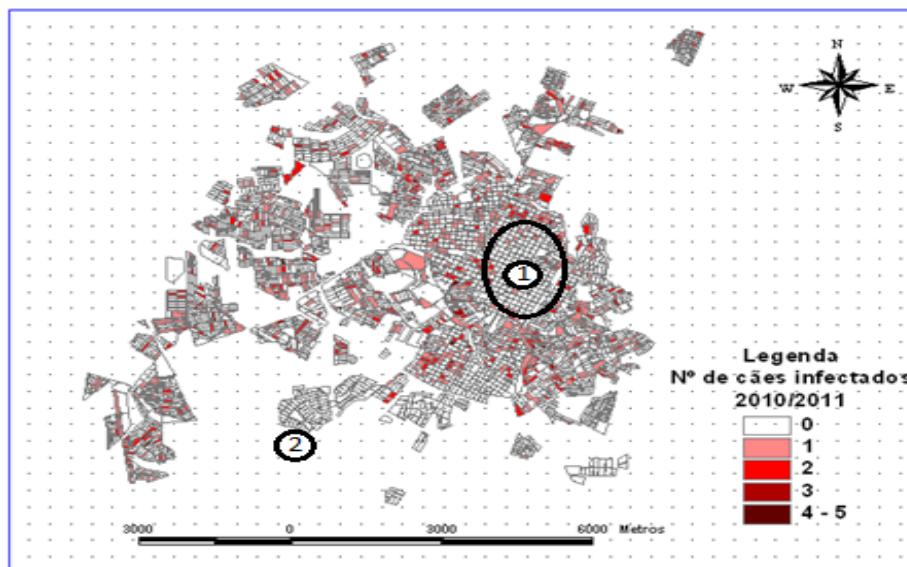 N
W E
S
1
2
Legenda
Nº de cães infectados
2010/2011
0
1
2
3
4 - 5
3000 0 3000 6000 Metros